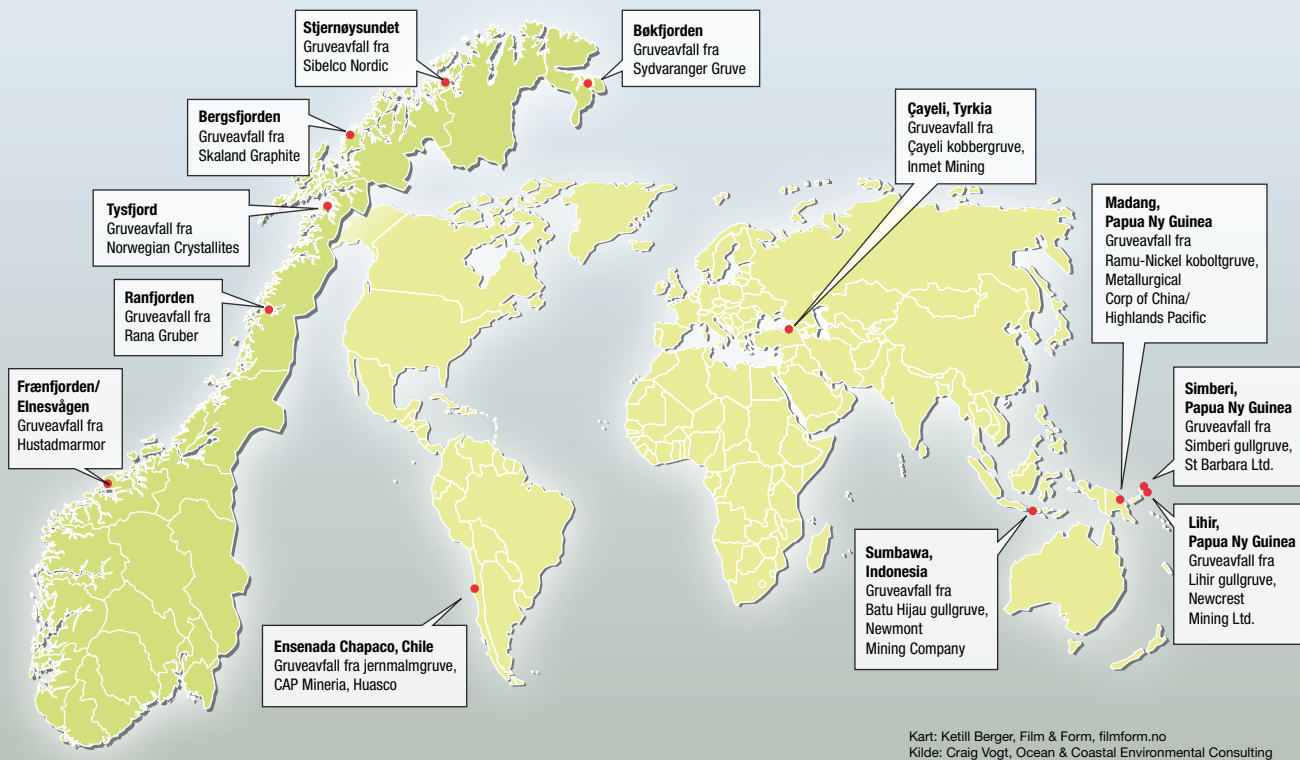 Stjernøysundet
Gruveavfall fra
Sibelco Nordic
Bøkfjorden
Gruveavfall fra
Sydvaranger Gruve
Bergsfjorden
Gruveavfall fra
Skaland Graphite
Tysfjord
Gruveavfall fra
Norwegian Crystallites
Ranfjorden
Gruveavfall fra
Rana Gruber
Frænfjorden/
Elnesvågen
Gruveavfall fra
Hustadmarmor
Ensenada Chapaco, Chile
Gruveavfall fra jernmalmgruve,
CAP Mineria, Huasco
Çayeli, Tyrkia
Gruveavfall fra
Çayeli kobbergruve,
Inmet Mining
Madang,
Papua Ny Guinea
Gruveavfall fra
Ramu-Nickel koboltgruve,
Metallurgical
Corp of China/
Highlands Pacific
Simberi,
Papua Ny Guinea
Gruveavfall fra
Simberi gullgruve,
St Barbara Ltd.
Lihir,
Papua Ny Guinea
Gruveavfall fra
Lihir gullgruve,
Newcrest
Mining Ltd.
Sumbawa,
Indonesia
Gruveavfall fra
Batu Hijau gullgruve,
Newmont
Mining Company
Kart: Ketill Berger, Film & Form, filmform.no
Kilde: Craig Vogt, Ocean & Coastal Environmental Consulting